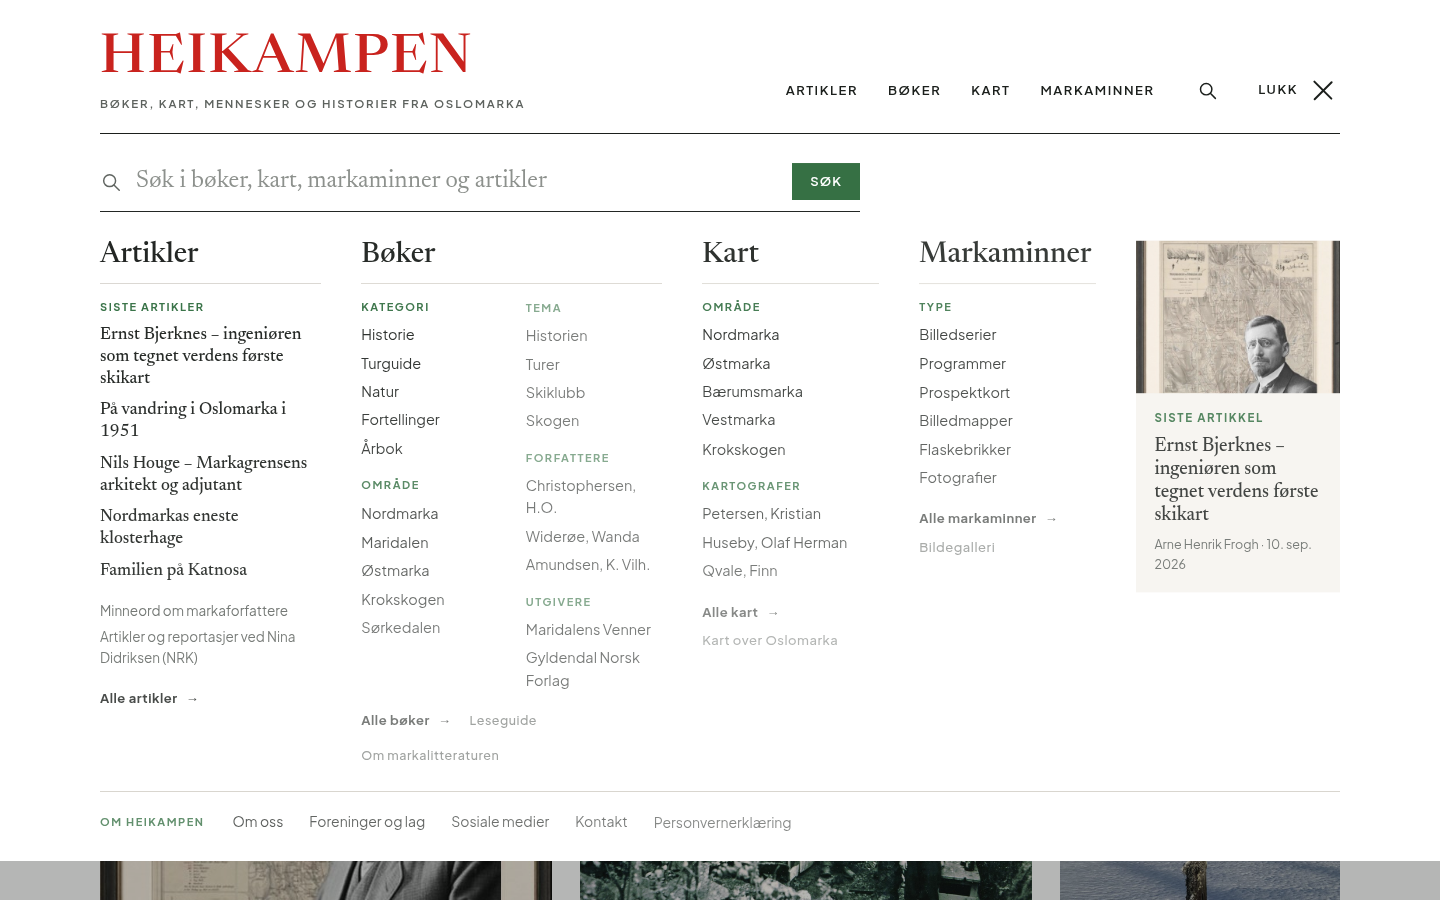 HEIKAMPEN
BØKER, KART, MENNESKER OG HISTORIER FRA OSLOMARKA
ARTIKLER
BØKER
KART
MARKAMINNER
LUKK
Søk i bøker, kart, markaminner og artikler
SØK
Artikler
SISTE ARTIKLER
Ernst Bjerknes – ingeniøren
som tegnet verdens første
skikart
På vandring i Oslomarka i
1951
Nils Houge – Markagrensens
arkitekt og adjutant
Nordmarkas eneste
klosterhage
Familien på Katnosa
Minneord om markaforfattere
Artikler og reportasjer ved Nina
Didriksen (NRK)
Alle artikler →
Bøker
KATEGORI
Historie
Turguide
Natur
Fortellinger
Årbok
OMRÅDE
Nordmarka
Maridalen
Østmarka
Krokskogen
Sørkedalen
TEMA
Historien
Turer
Skiklubb
Skogen
FORFATTERE
Christophersen,
H.O.
Widerøe, Wanda
Amundsen, K. Vilh.
UTGIVERE
Maridalens Venner
Gyldendal Norsk
Forlag
Alle bøker → Leseguide
Om markalitteraturen
Kart
OMRÅDE
Nordmarka
Østmarka
Bærumsmarka
Vestmarka
Krokskogen
KARTOGRAFER
Petersen, Kristian
Huseby, Olaf Herman
Qvale, Finn
Alle kart →
Kart over Oslomarka
Markaminner
TYPE
Billedserier
Programmer
Prospektkort
Billedmapper
Flaskebrikker
Fotografier
Alle markaminner →
Bildegalleri
SISTE ARTIKKEL
Ernst Bjerknes –
ingeniøren som
tegnet verdens første
skikart
Arne Henrik Frogh · 10. sep.
2026
OM HEIKAMPEN
Om oss
Foreninger og lag
Sosiale medier
Kontakt
Personvernerklæring